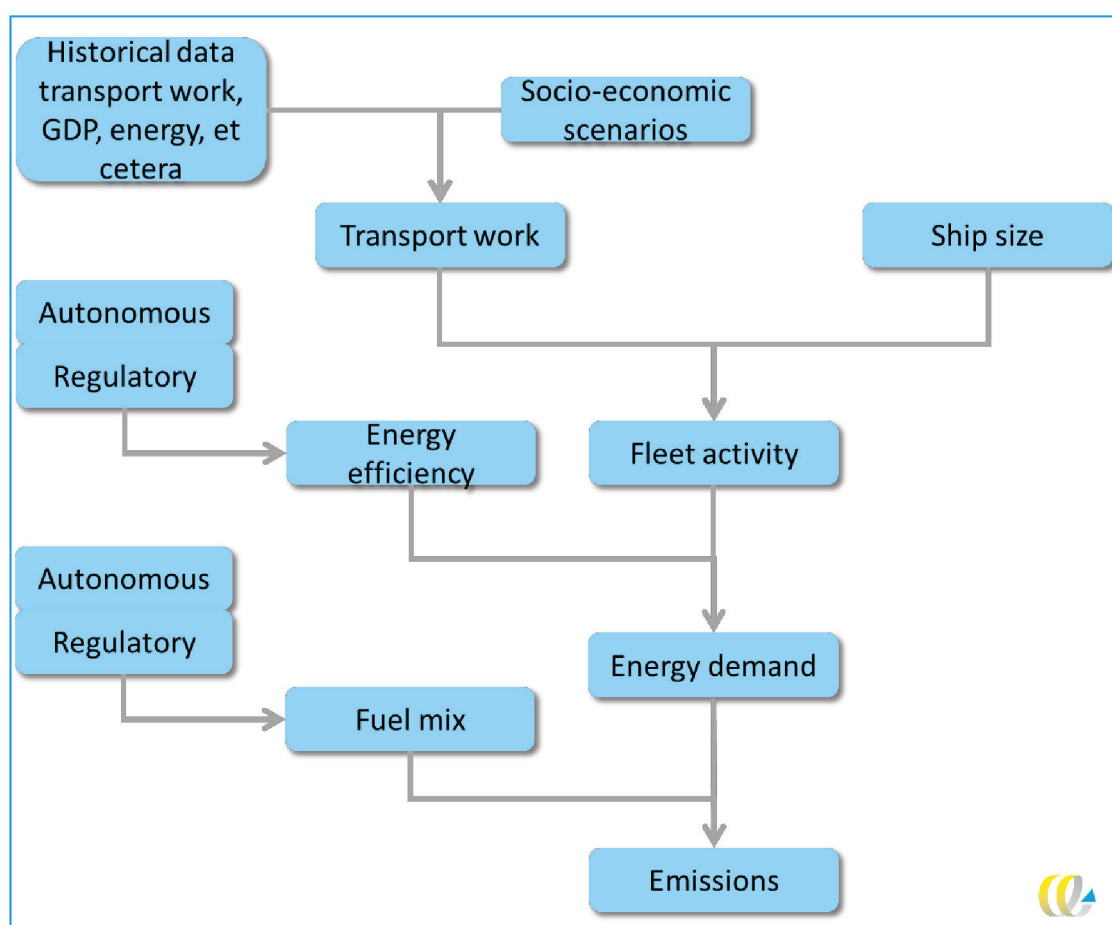 Historical data
transport work,
GDP, energy, et
cetera
Socio-economic
scenarios
Transport work
Ship size
Autonomous
Regulatory
Energy
efficiency
Fleet activity
Autonomous
Regulatory
Energy demand
Fuel mix
Emissions